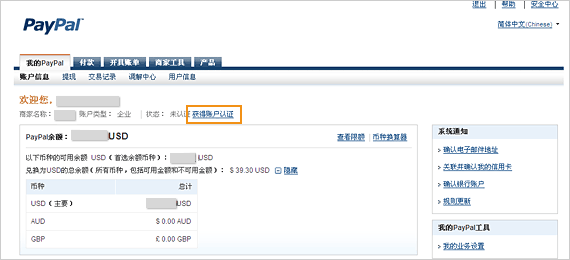 退出 | 帮助 | 安全中心
PayPal
简体中文(Chinese)
我的PayPal 付款 开具账单 商家工具 产品
账户信息 提现 交易记录 调解中心 用户信息
欢迎您,
商家名称: 账户类型: 企业 | 状态: 未认证 获得账户认证
PayPal余额: USD 查看限额 | 币种换算器
以下币种的可用余额 USD(首选余额币种): USD
兑换为USD的总余额(所有币种,包括可用金额和不可用金额): $ 39.30 USD 隐藏
币种 总计
USD(主要) USD
AUD $ 0.00 AUD
GBP £ 0.00 GBP
系统通知
确认电子邮件地址
关联并确认我的信用卡
确认银行账户
规则更新
我的PayPal工具
我的业务设置